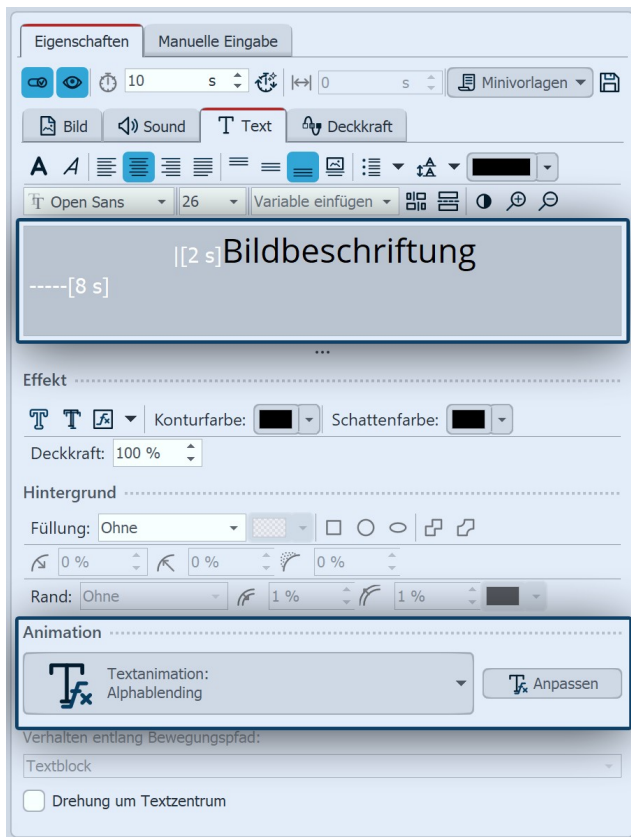 Eigenschaften Manuelle Eingabe
10 s 0 s Minivorlagen
Bild Sound Text Deckkraft
Open Sans 26 Variable einfügen
|[2 s]Bildbeschriftung
-----[8 s]
...
Effekt
Konturfarbe: Schattenfarbe:
Deckkraft: 100 %
Hintergrund
Füllung: Ohne
0 % 0 % 0 %
Rand: Ohne 1 % 1 %
Animation
Textanimation:
Alphablending
Anpassen
Verhalten entlang Bewegungspfad:
Textblock
Drehung um Textzentrum